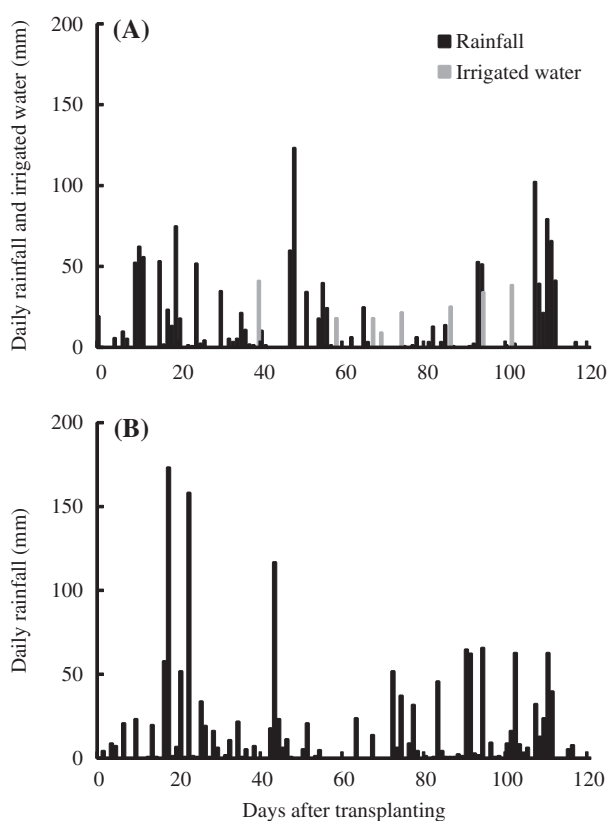 (A)
Rainfall
Irrigated water
Daily rainfall and irrigated water (mm)
200
150
100
50
0
0 20 40 60 80 100 120
(B)
Daily rainfall (mm)
200
150
100
50
0
0 20 40 60 80 100 120
Days after transplanting